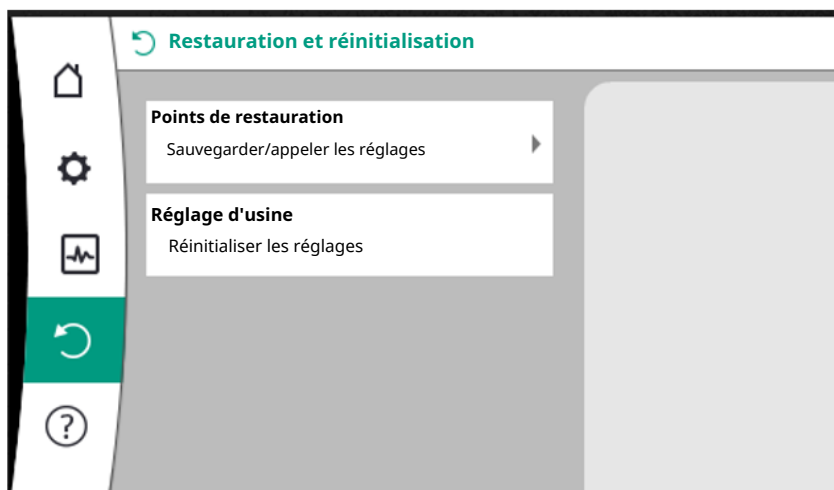 Restauration et réinitialisation
Points de restauration
Sauvegarder/appeler les réglages
Réglage d'usine
Réinitialiser les réglages
?